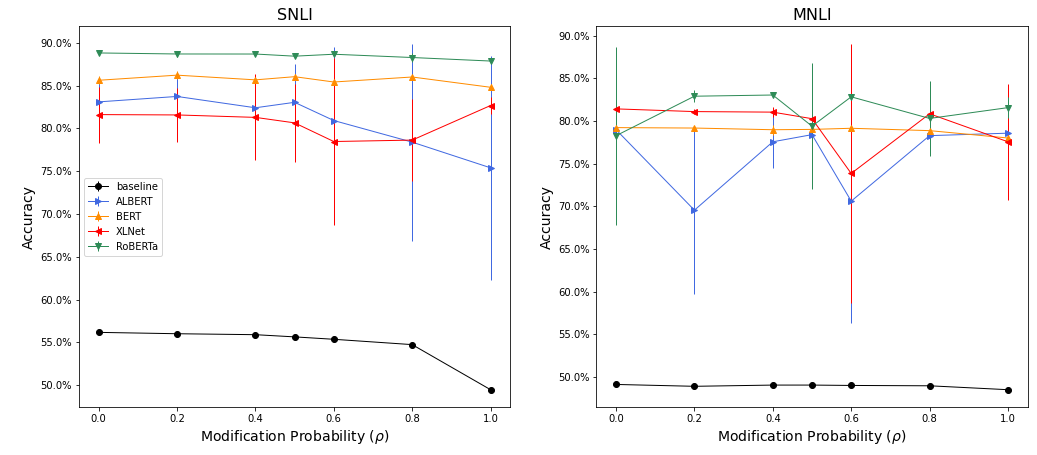 SNLI
90.0%
85.0%
80.0%
75.0%
70.0%
65.0%
60.0%
55.0%
50.0%
Accuracy
baseline
ALBERT
BERT
XLNet
RoBERTa
0.0 0.2 0.4 0.6 0.8 1.0
Modification Probability (ρ)
MNLI
90.0%
85.0%
80.0%
75.0%
70.0%
65.0%
60.0%
55.0%
50.0%
Accuracy
0.0 0.2 0.4 0.6 0.8 1.0
Modification Probability (ρ)